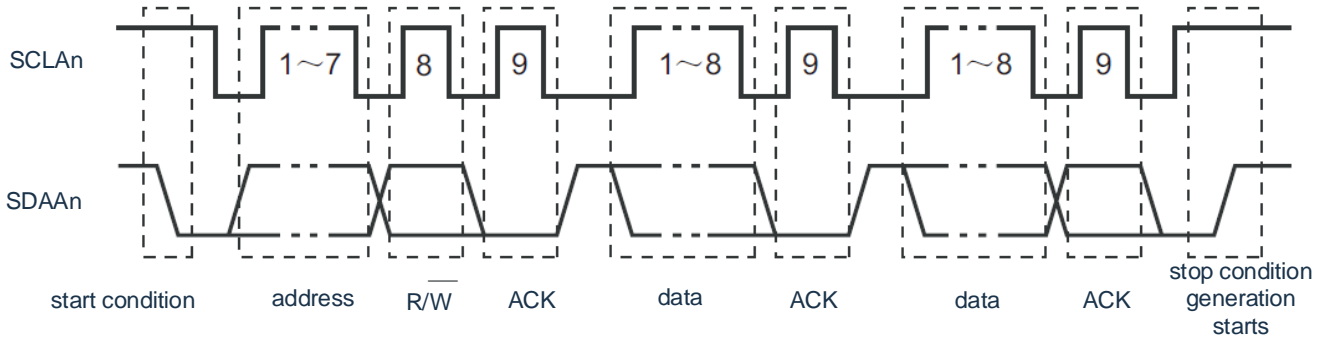 SCLAn
1～7
8
9
1～8
9
1～8
9
SDAAn
start condition
address
R/W̅
ACK
data
ACK
data
ACK
stop condition
generation
starts